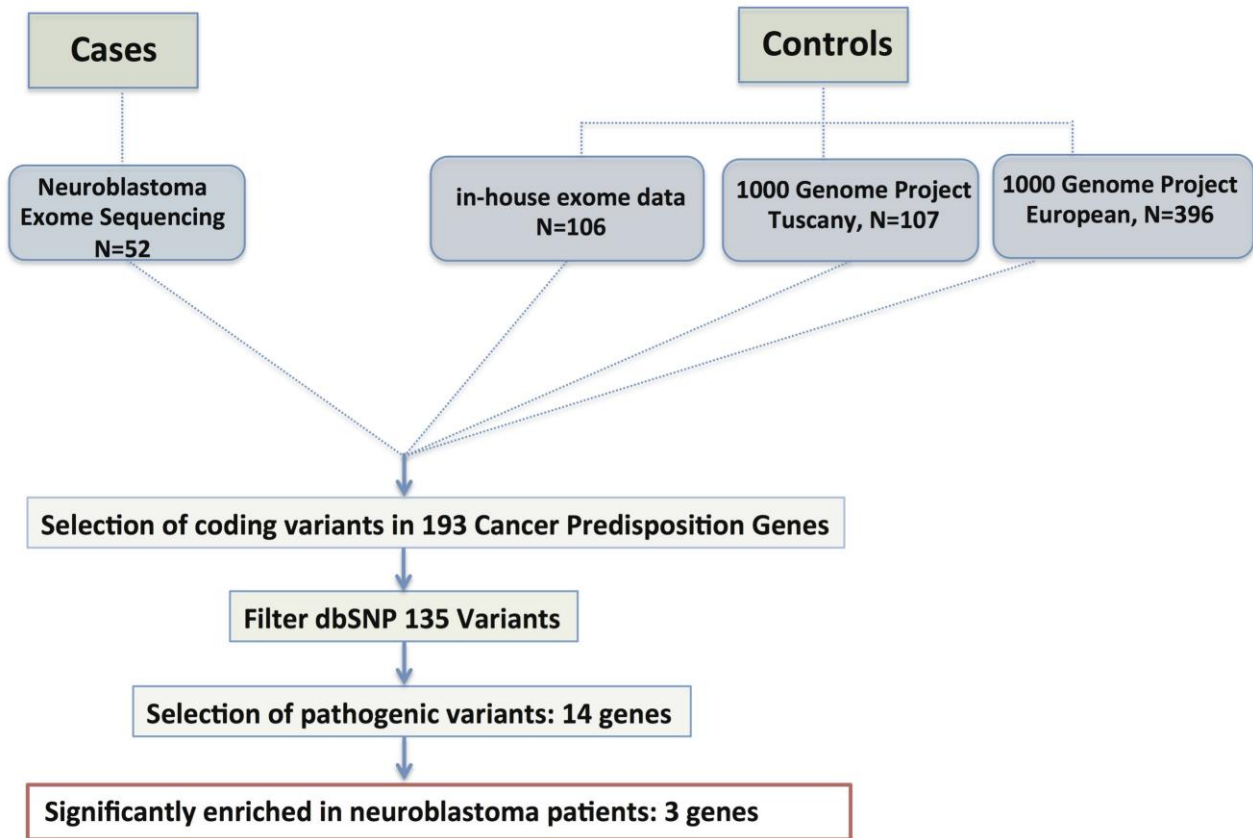 Cases
Controls
Neuroblastoma
Exome Sequencing
N=52
in-house exome data
N=106
1000 Genome Project
Tuscany, N=107
1000 Genome Project
European, N=396
Selection of coding variants in 193 Cancer Predisposition Genes
Filter dbSNP 135 Variants
Selection of pathogenic variants: 14 genes
Significantly enriched in neuroblastoma patients: 3 genes